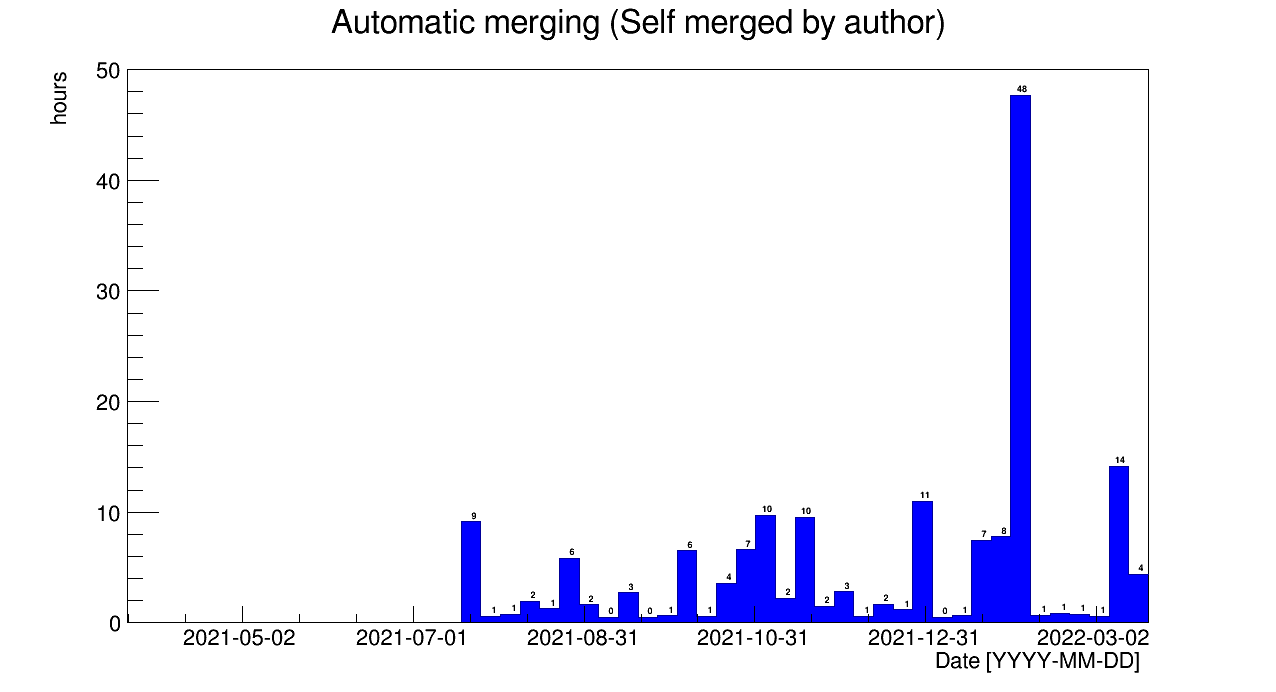 Automatic merging (Self merged by author)
hours
50
40
30
20
10
0
9 1 1 2 1 6 2 0 3 0 1 6 1 4 7 10 2 10 2 3 1 2 1 11 0 1 7 8 48 1 1 1 1 14 4
2021-05-02 2021-07-01 2021-08-31 2021-10-31 2021-12-31 2022-03-02
Date [YYYY-MM-DD]